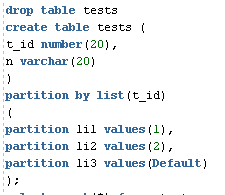 drop table tests
create table tests (
t_id number(20),
n varchar(20)
)
partition by list(t_id)
(
partition li1 values(1),
partition li2 values(2),
partition li3 values(Default)
);